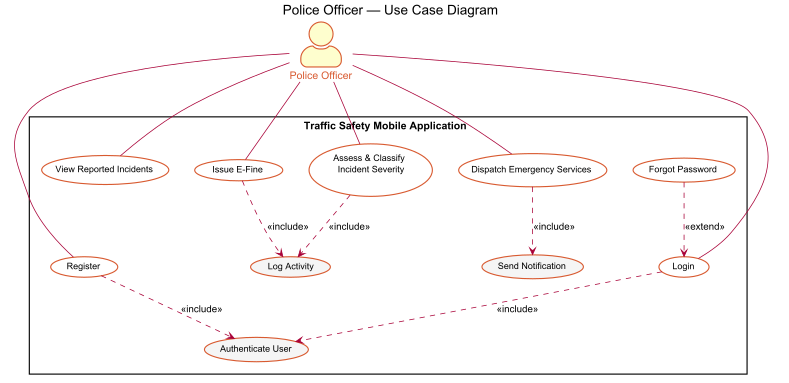 Police Officer — Use Case Diagram
Police Officer
Traffic Safety Mobile Application
View Reported Incidents
Issue E-Fine
Assess & Classify
Incident Severity
Dispatch Emergency Services
Forgot Password
«include»
«include»
«include»
«extend»
Register
Log Activity
Send Notification
Login
«include»
«include»
Authenticate User